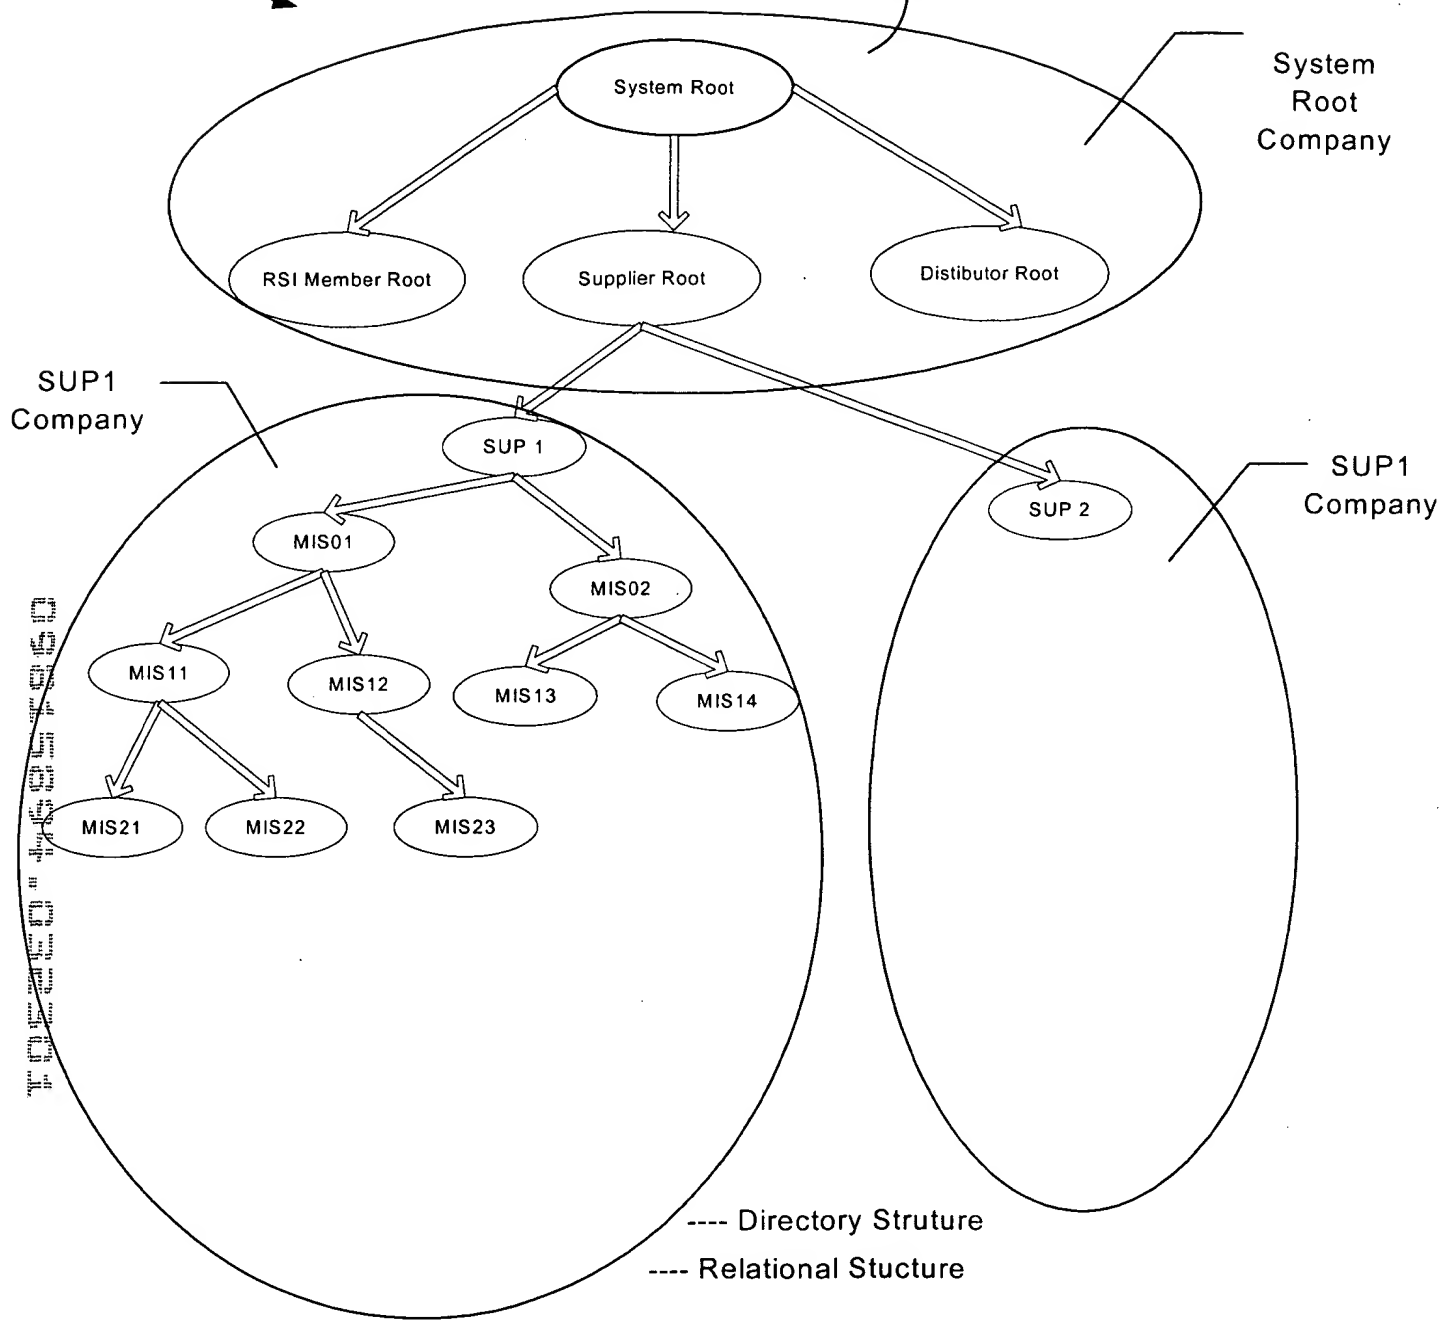 System Root
System
Root
Company
RSI Member Root
Supplier Root
Distibutor Root
SUP1
Company
SUP 1
SUP1
Company
SUP 2
MIS01
MIS02
MIS11
MIS12
MIS13
MIS14
MIS21
MIS22
MIS23
---- Directory Struture
---- Relational Stucture